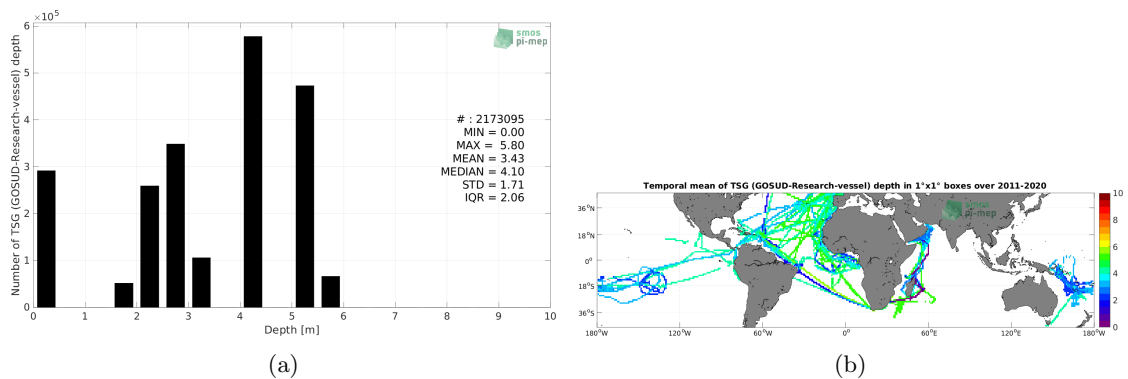 ×10⁵
6
5
4
3
2
1
0
Number of TSG (GOSUD-Research-vessel) depth
smos
pi-mep
# : 2173095
MIN = 0.00
MAX = 5.80
MEAN = 3.43
MEDIAN = 4.10
STD = 1.71
IQR = 2.06
0 1 2 3 4 5 6 7 8 9 10
Depth [m]
(a)
Temporal mean of TSG (GOSUD-Research-vessel) depth in 1°x1° boxes over 2011-2020
smos
pi-mep
36°N
18°N
0°
18°S
36°S
180°W 120°W 60°W 0° 60°E 120°E 180°E
10
8
6
4
2
0
(b)